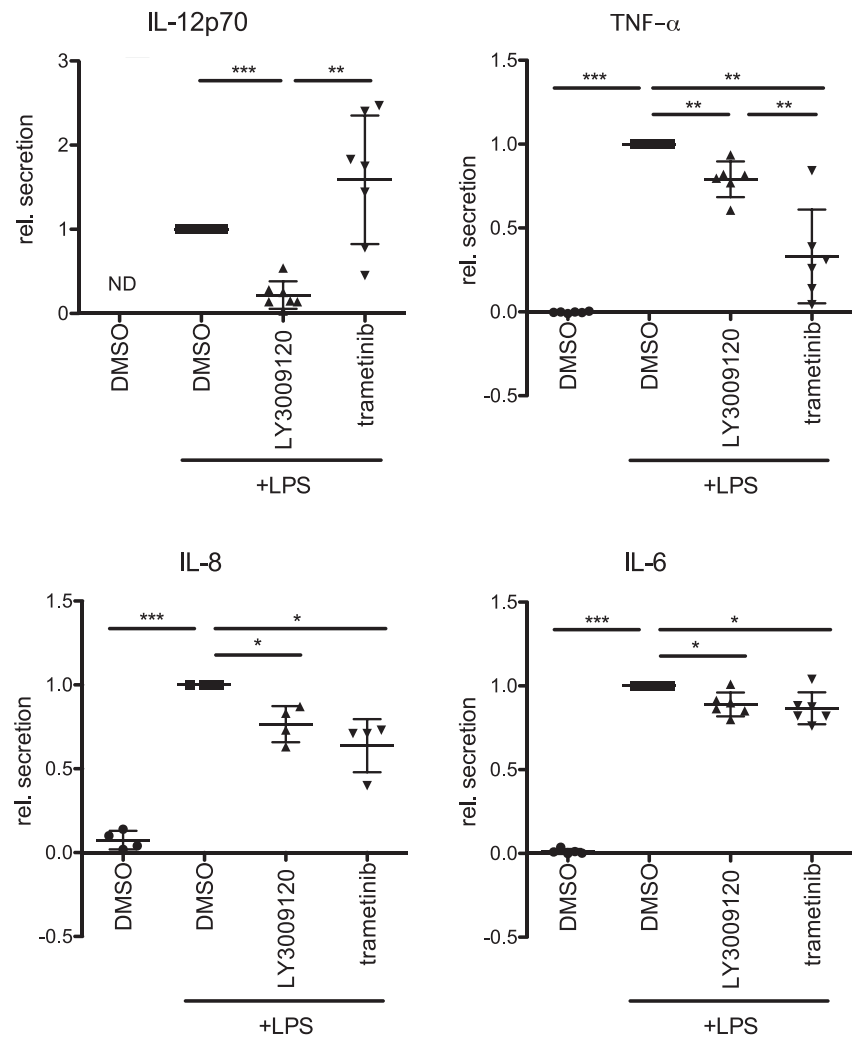 IL-12p70
rel. secretion
3
2
1
0
*** **
ND
DMSO
DMSO
LY3009120
trametinib
+LPS
TNF-α
rel. secretion
1.5
1.0
0.5
0.0
-0.5
*** **
** **
DMSO
DMSO
LY3009120
trametinib
+LPS
IL-8
rel. secretion
1.5
1.0
0.5
0.0
-0.5
*** *
*
DMSO
DMSO
LY3009120
trametinib
+LPS
IL-6
rel. secretion
1.5
1.0
0.5
0.0
-0.5
*** *
*
DMSO
DMSO
LY3009120
trametinib
+LPS